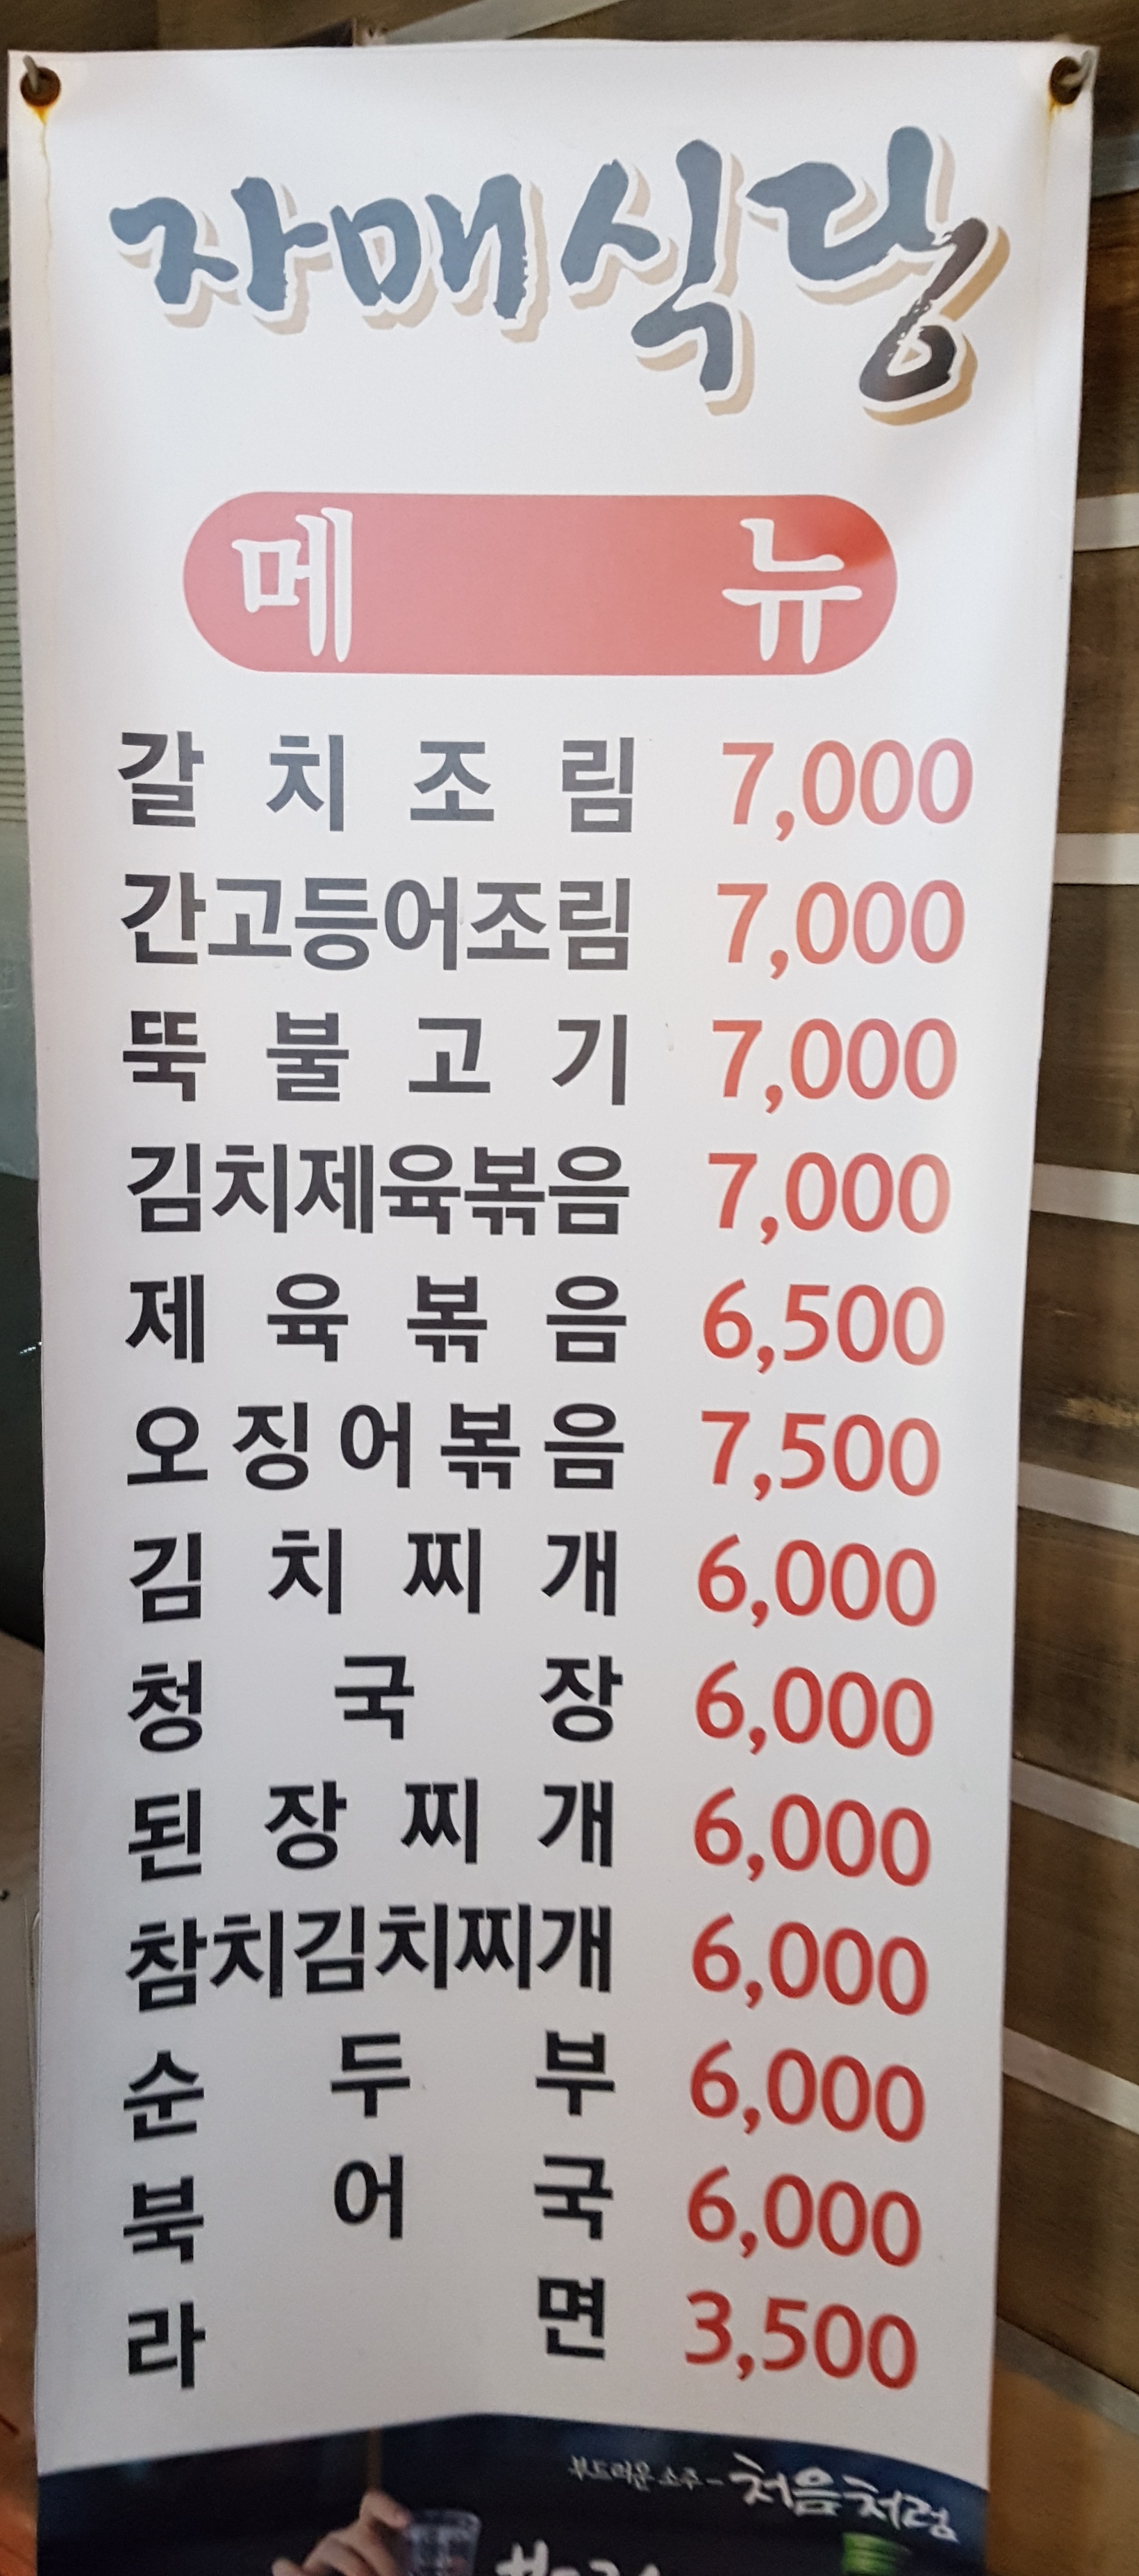 자매식당
메뉴
갈치조림 7,000
간고등어조림 7,000
뚝불고기 7,000
김치제육볶음 7,000
제육볶음 6,500
오징어볶음 7,500
김치찌개 6,000
청국장 6,000
된장찌개 6,000
참치김치찌개 6,000
순두부 6,000
북어국 6,000
라면 3,500
부드러운 소주- 처음처럼